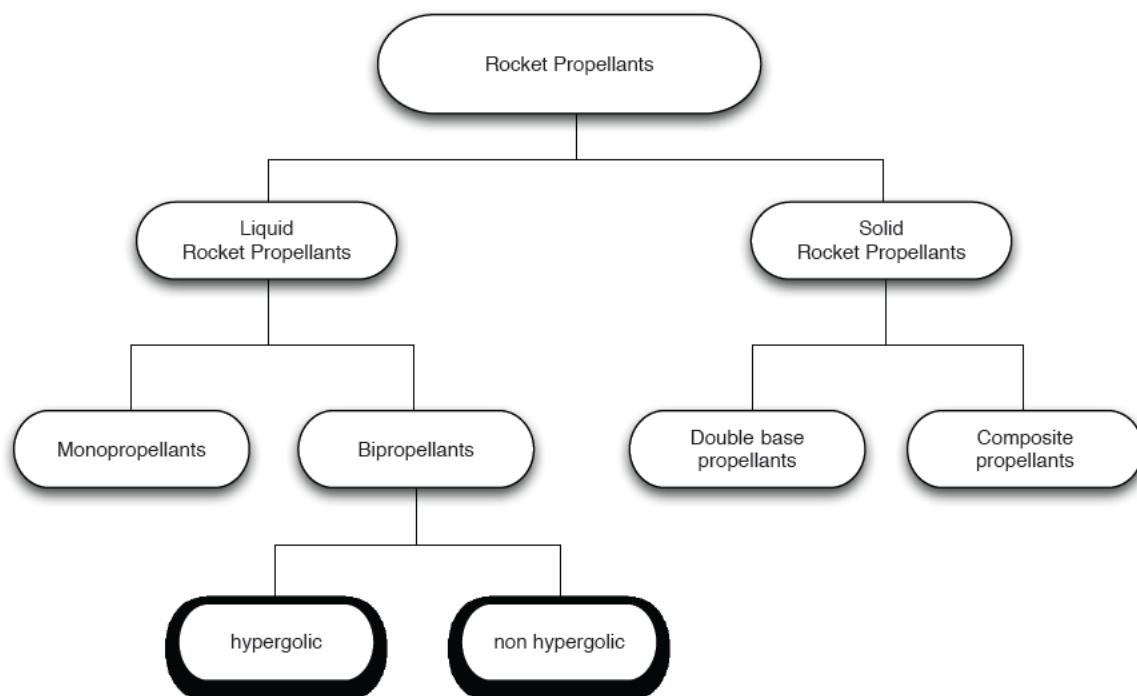 Rocket Propellants
Liquid
Rocket Propellants
Solid
Rocket Propellants
Monopropellants
Bipropellants
Double base
propellants
Composite
propellants
hypergolic
non hypergolic